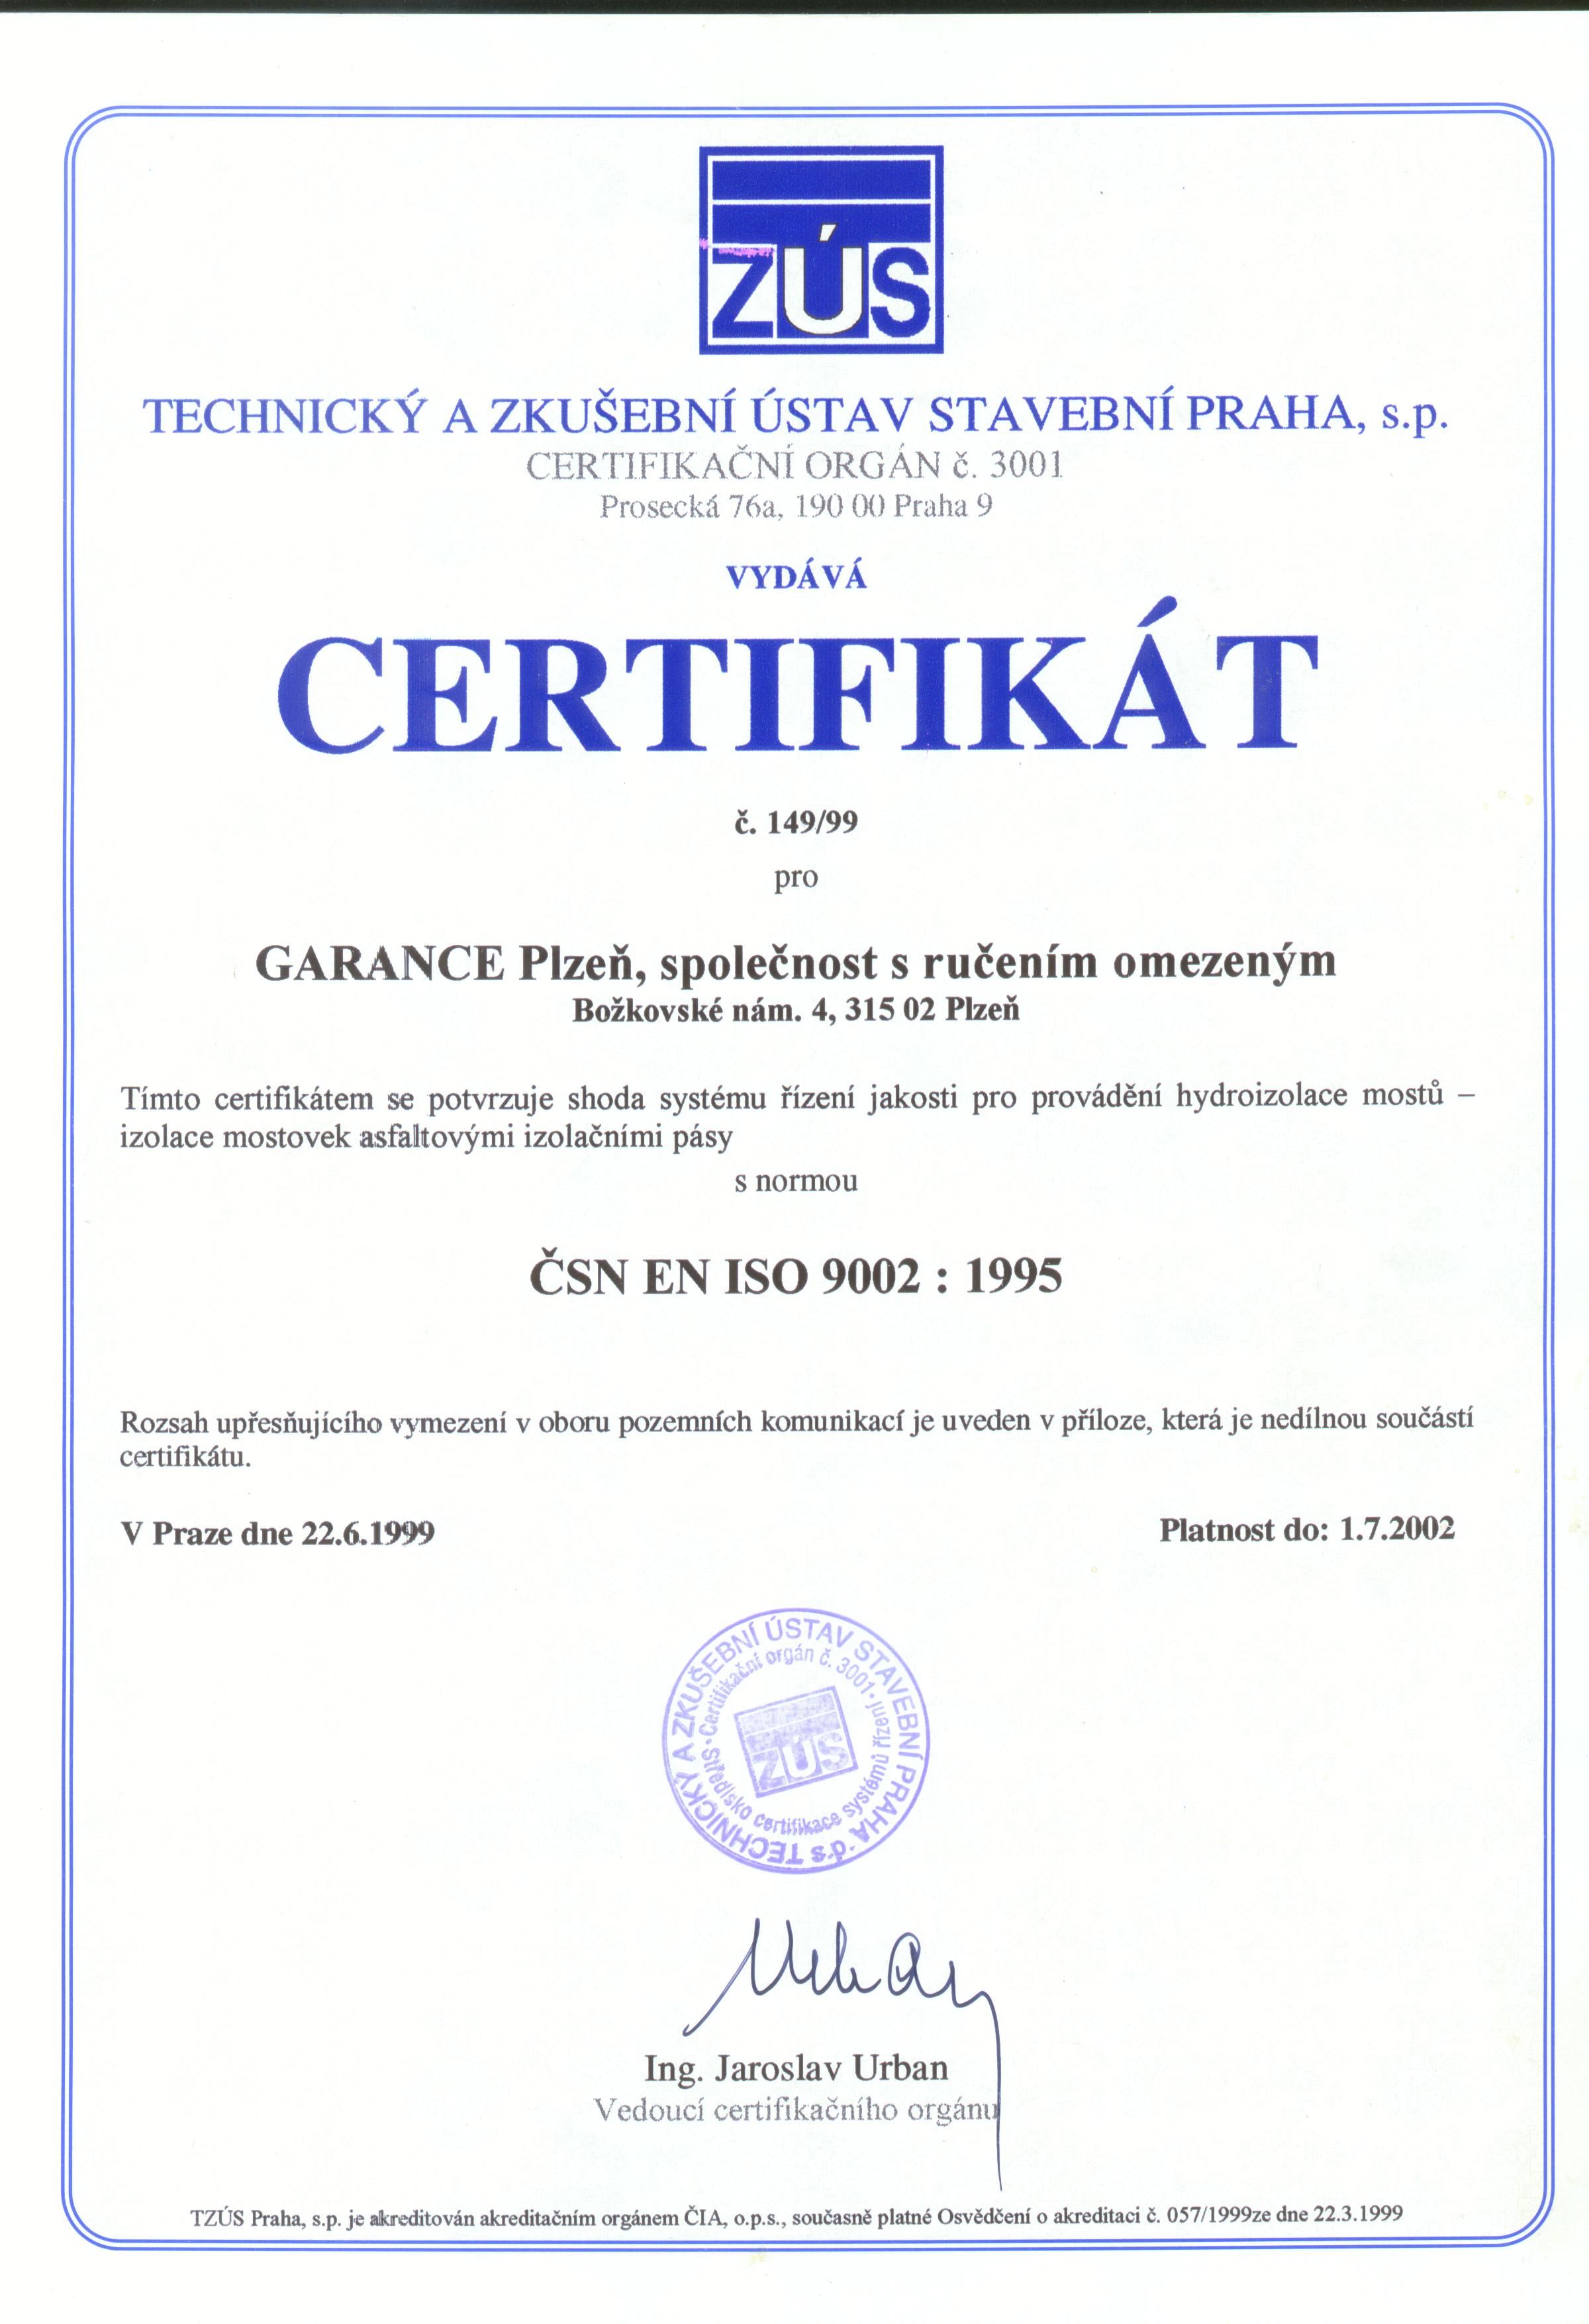 TZÚS
TECHNICKÝ A ZKUŠEBNÍ ÚSTAV STAVEBNÍ PRAHA, s.p.
CERTIFIKAČNÍ ORGÁN č. 3001
Prosecká 76a, 190 00 Praha 9
VYDÁVÁ
CERTIFIKÁT
č. 149/99
pro
GARANCE Plzeň, společnost s ručením omezeným
Božkovské nám. 4, 315 02 Plzeň
Tímto certifikátem se potvrzuje shoda systému řízení jakosti pro provádění hydroizolace mostů –
izolace mostovek asfaltovými izolačními pásy
s normou
ČSN EN ISO 9002 : 1995
Rozsah upřesňujícího vymezení v oboru pozemních komunikací je uveden v příloze, která je nedílnou součástí
certifikátu.
V Praze dne 22.6.1999 Platnost do: 1.7.2002
TECHNICKÝ A ZKUŠEBNÍ ÚSTAV STAVEBNÍ PRAHA s.p.
Certifikační orgán č. 3001 • Středisko certifikace systémů řízení •
TZÚS
Urban
Ing. Jaroslav Urban
Vedoucí certifikačního orgánu
TZÚS Praha, s.p. je akreditován akreditačním orgánem ČIA, o.p.s., současně platné Osvědčení o akreditaci č. 057/1999ze dne 22.3.1999